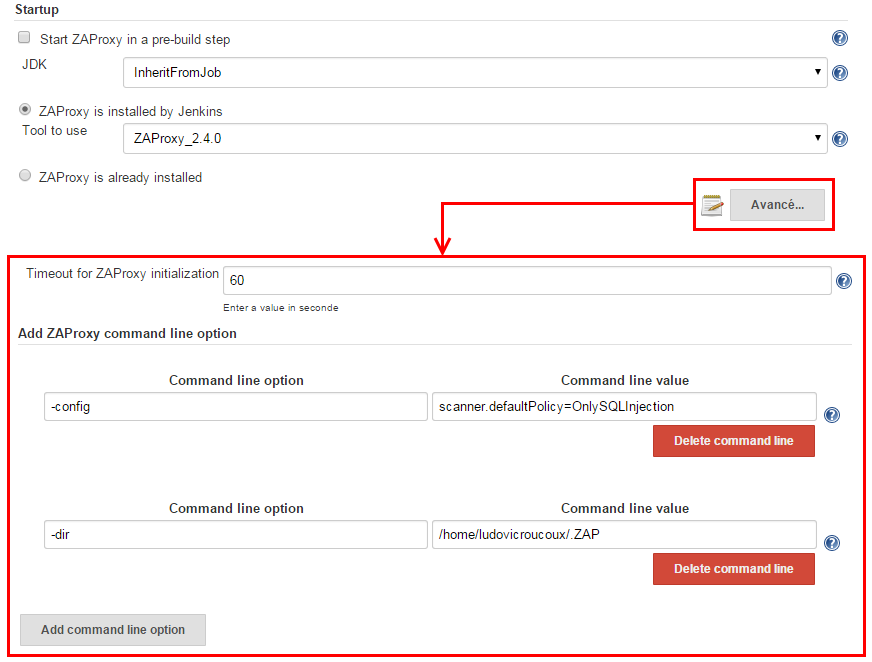 Startup
Start ZAProxy in a pre-build step
JDK
InheritFromJob
ZAProxy is installed by Jenkins
Tool to use
ZAProxy_2.4.0
ZAProxy is already installed
Avancé...
Timeout for ZAProxy initialization
60
Enter a value in seconde
Add ZAProxy command line option
Command line option Command line value
-config scanner.defaultPolicy=OnlySQLInjection
Delete command line
Command line option Command line value
-dir /home/ludovicroucoux/.ZAP
Delete command line
Add command line option